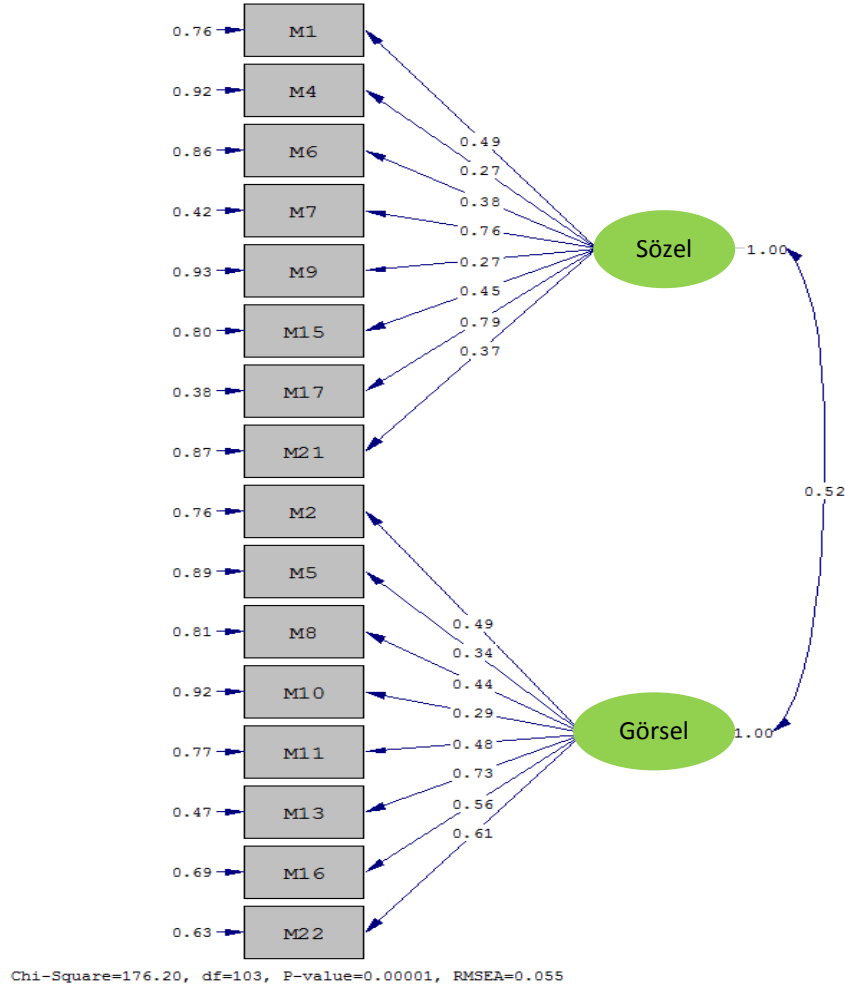 0.76 M1
0.92 M4
0.86 M6
0.42 M7
0.93 M9
0.80 M15
0.38 M17
0.87 M21
0.76 M2
0.89 M5
0.81 M8
0.92 M10
0.77 M11
0.47 M13
0.69 M16
0.63 M22
0.49
0.27
0.38
0.76
0.27
0.45
0.79
0.37
Sözel 1.00
0.52
0.49
0.34
0.44
0.29
0.48
0.73
0.56
0.61
Görsel 1.00
Chi-Square=176.20, df=103, P-value=0.00001, RMSEA=0.055